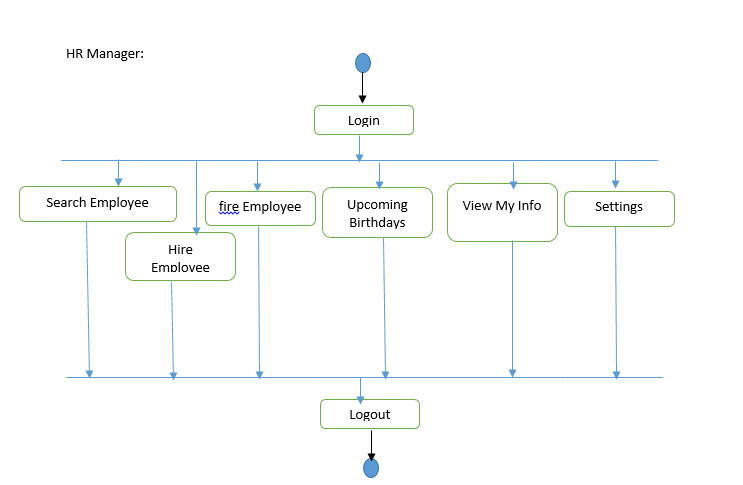 HR Manager:
Login
Search Employee
fire Employee
Upcoming
Birthdays
View My Info
Settings
Hire
Employee
Logout